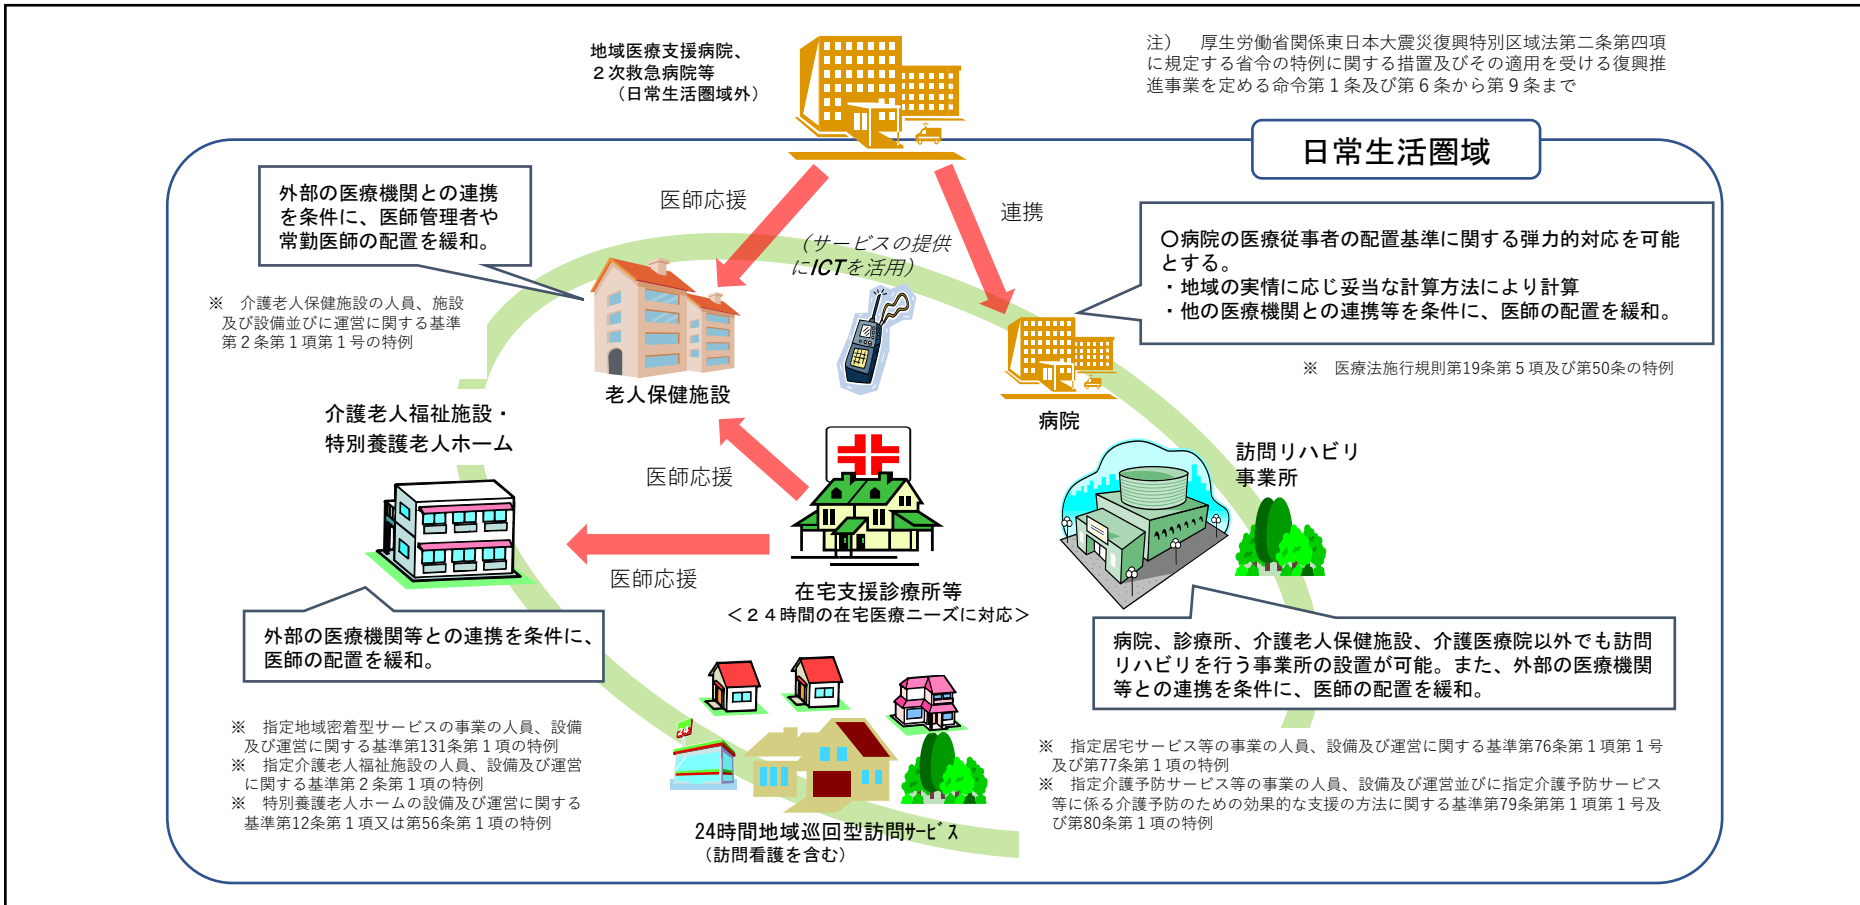 地域医療支援病院、
２次救急病院等
（日常生活圏域外）
注）　厚生労働省関係東日本大震災復興特別区域法第二条第四項
に規定する省令の特例に関する措置及びその適用を受ける復興推
進事業を定める命令第１条及び第６条から第９条まで
日常生活圏域
外部の医療機関との連携
を条件に、医師管理者や
常勤医師の配置を緩和。
※　介護老人保健施設の人員、施設
及び設備並びに運営に関する基準
第２条第１項第１号の特例
医師応援
連携
（サービスの提供
にICTを活用）
〇病院の医療従事者の配置基準に関する弾力的対応を可能
とする。
・地域の実情に応じ妥当な計算方法により計算
・他の医療機関との連携等を条件に、医師の配置を緩和。
※　医療法施行規則第19条第５項及び第50条の特例
老人保健施設
病院
介護老人福祉施設・
特別養護老人ホーム
医師応援
訪問リハビリ
事業所
医師応援
在宅支援診療所等
＜２４時間の在宅医療ニーズに対応＞
外部の医療機関等との連携を条件に、
医師の配置を緩和。
病院、診療所、介護老人保健施設、介護医療院以外でも訪問
リハビリを行う事業所の設置が可能。また、外部の医療機関
等との連携を条件に、医師の配置を緩和。
※　指定地域密着型サービスの事業の人員、設備
及び運営に関する基準第131条第１項の特例
※　指定介護老人福祉施設の人員、設備及び運営
に関する基準第２条第１項の特例
※　特別養護老人ホームの設備及び運営に関する
基準第12条第１項又は第56条第１項の特例
24
※　指定居宅サービス等の事業の人員、設備及び運営に関する基準第76条第１項第１号
及び第77条第１項の特例
※　指定介護予防サービス等の事業の人員、設備及び運営並びに指定介護予防サービス
等に係る介護予防のための効果的な支援の方法に関する基準第79条第第１項第１号及
び第80条第１項の特例
24時間地域巡回型訪問ｻｰﾋﾞｽ
（訪問看護を含む）